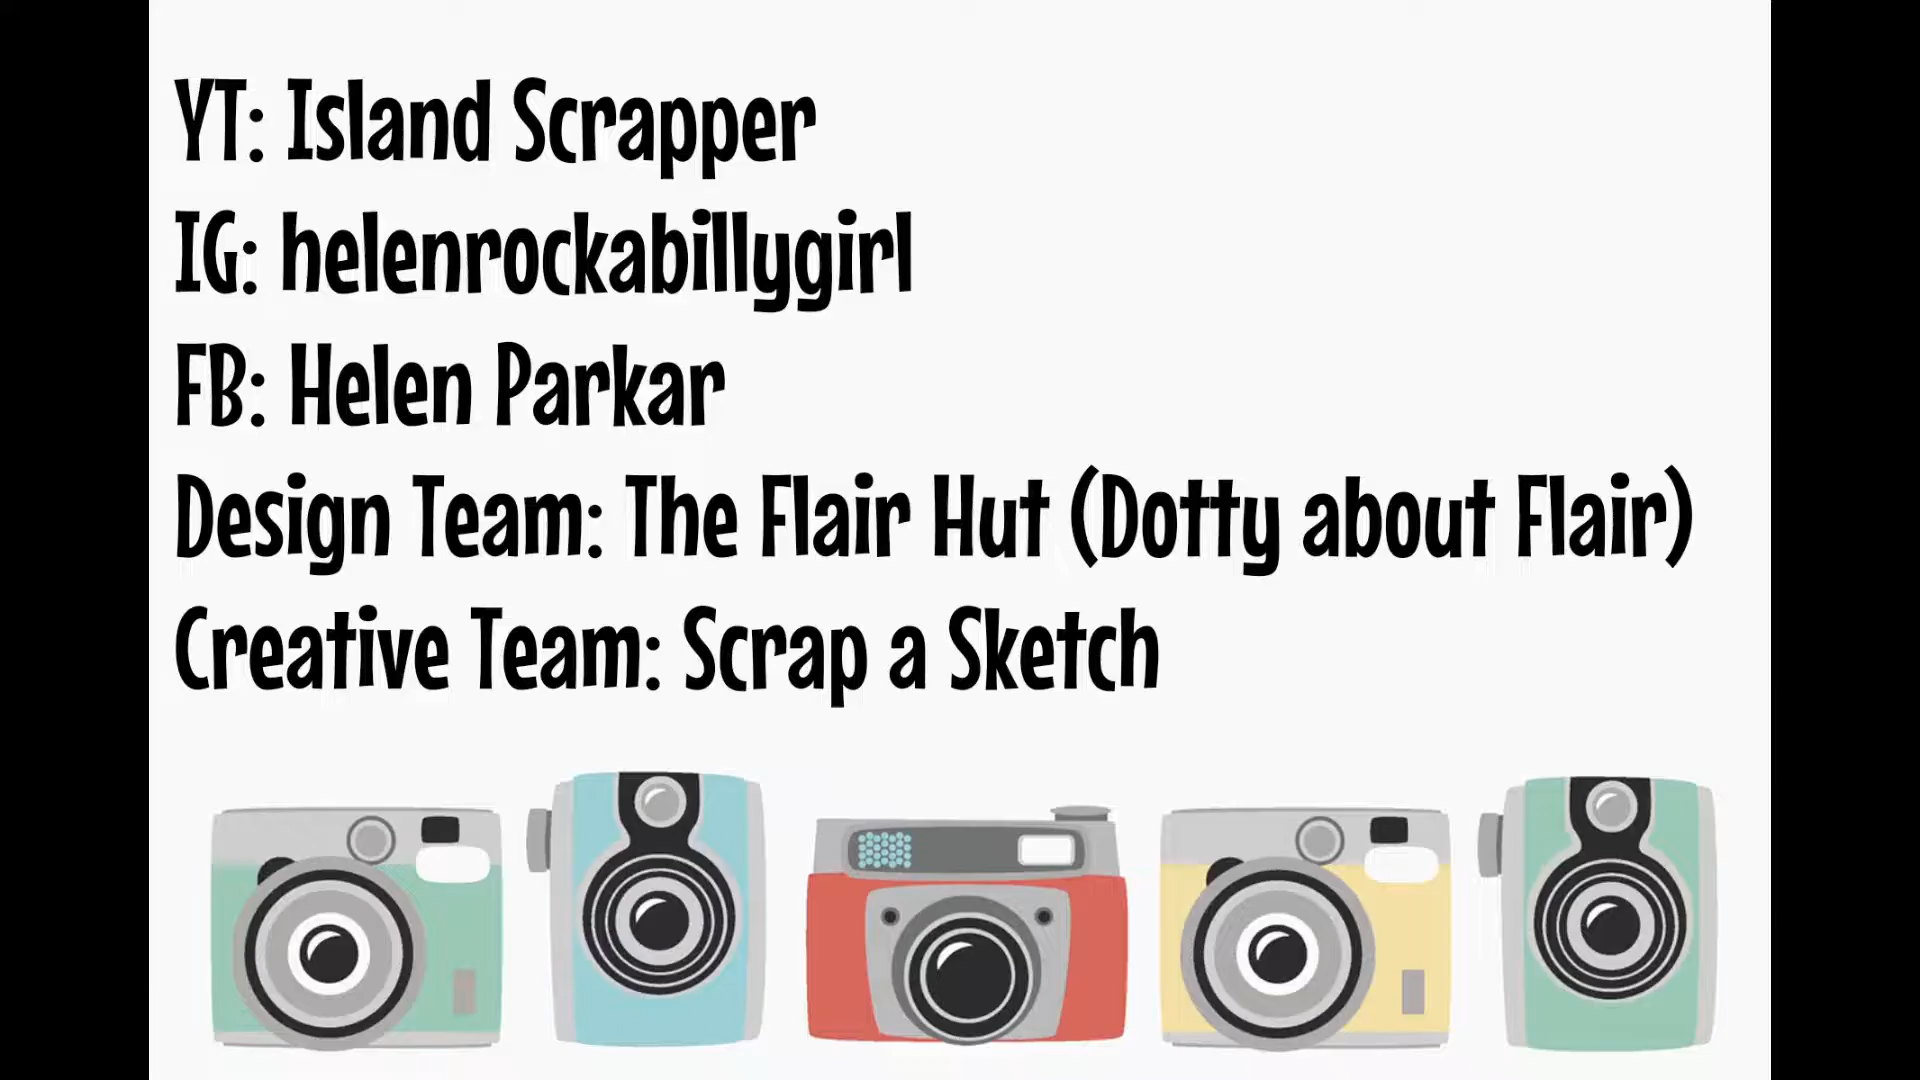 YT: Island Scrapper
IG: helenrockabillygirl
FB: Helen Parkar
Design Team: The Flair Hut (Dotty about Flair)
Creative Team: Scrap a Sketch